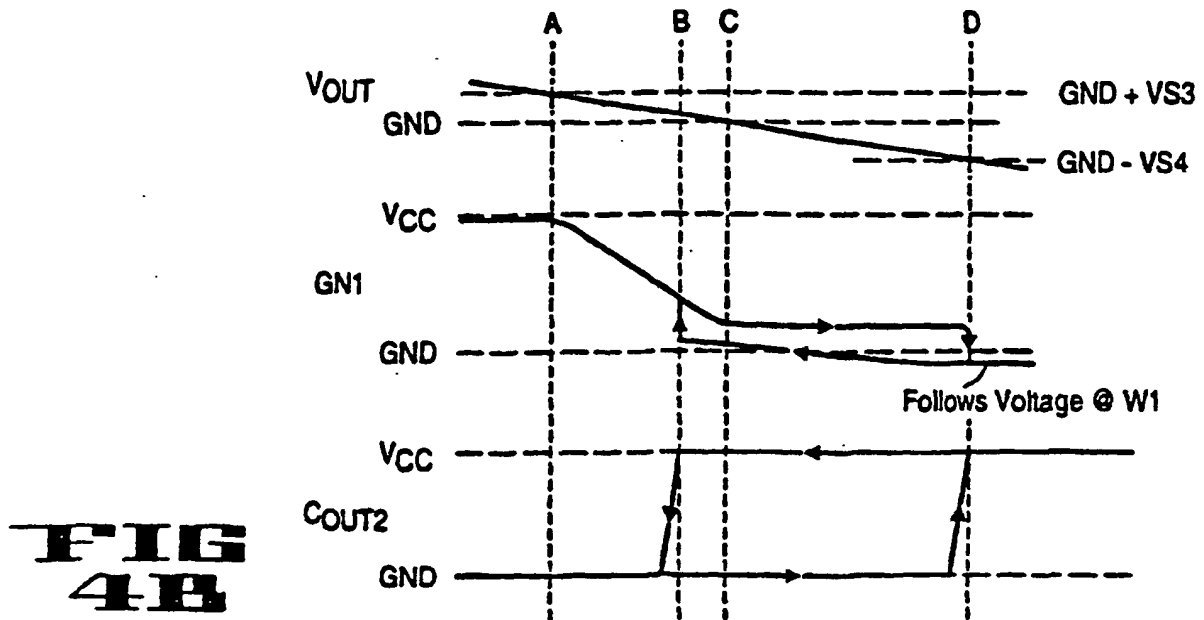 A B C D
VOUT
GND + VS3
GND
GND - VS4
VCC
GN1
GND
Follows Voltage @ W1
VCC
COUT2
GND
FIG
4B